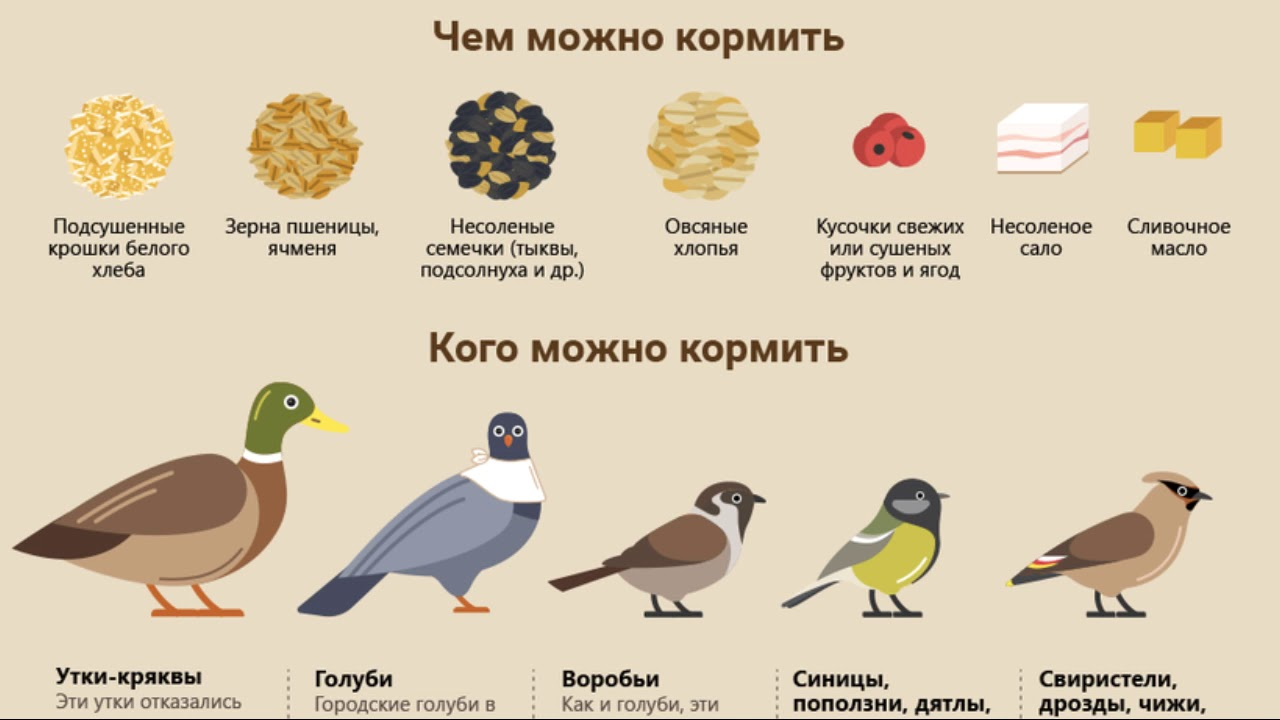 Чем можно кормить
Подсушенные
крошки белого
хлеба
Зерна пшеницы,
ячменя
Несоленые
семечки (тыквы,
подсолнуха и др.)
Овсяные
хлопья
Кусочки свежих
или сушеных
фруктов и ягод
Несоленое
сало
Сливочное
масло
Кого можно кормить
Утки-кряквы
Эти утки отказались
Голуби
Городские голуби в
Воробьи
Как и голуби, эти
Синицы,
поползни, дятлы,
Свиристели,
дрозды, чижи,